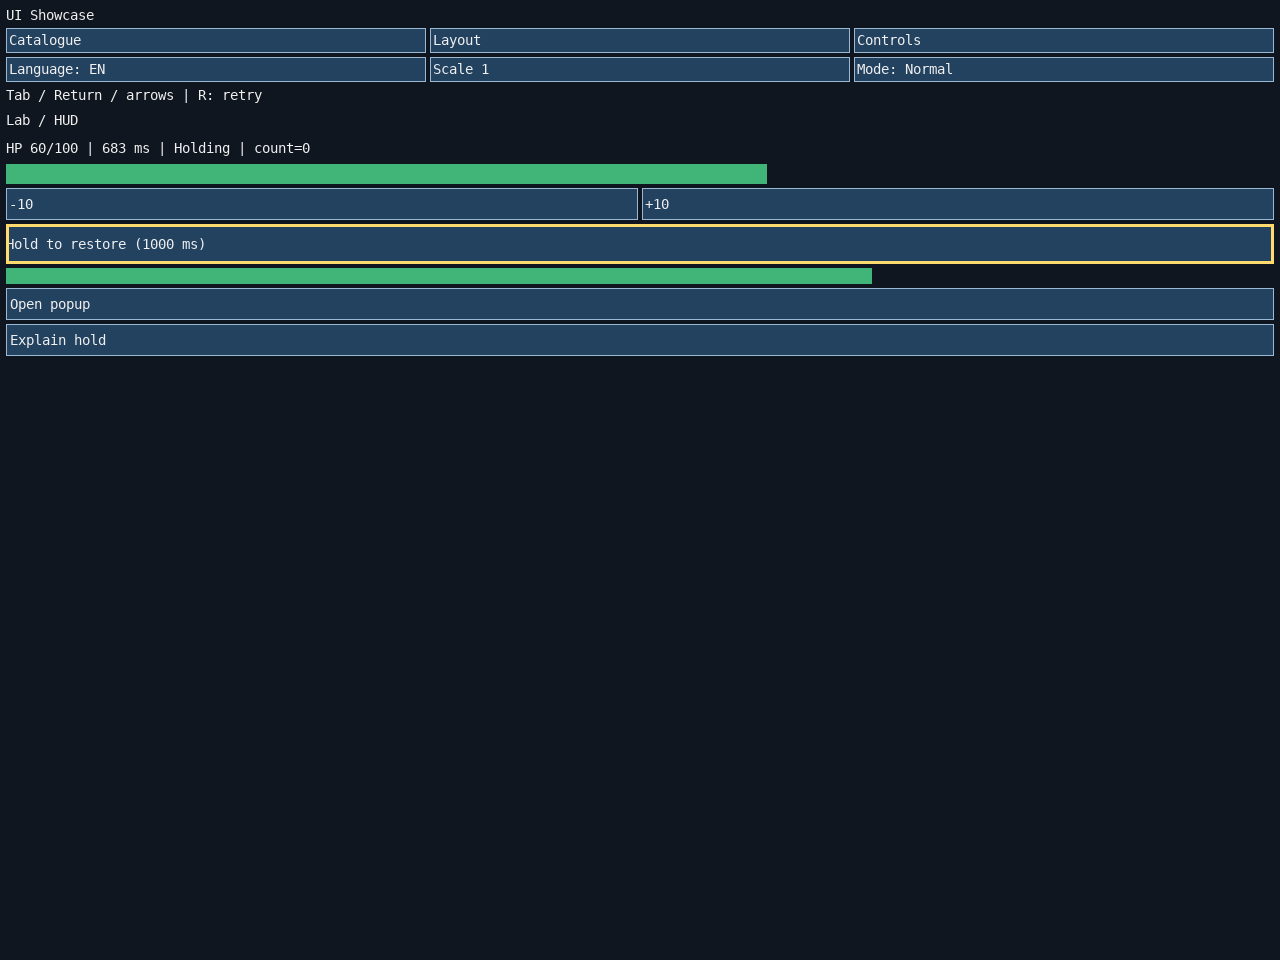 UI Showcase
Catalogue Layout Controls
Language: EN Scale 1 Mode: Normal
Tab / Return / arrows | R: retry
Lab / HUD
HP 60/100 | 683 ms | Holding | count=0
-10 +10
Hold to restore (1000 ms)
Open popup
Explain hold